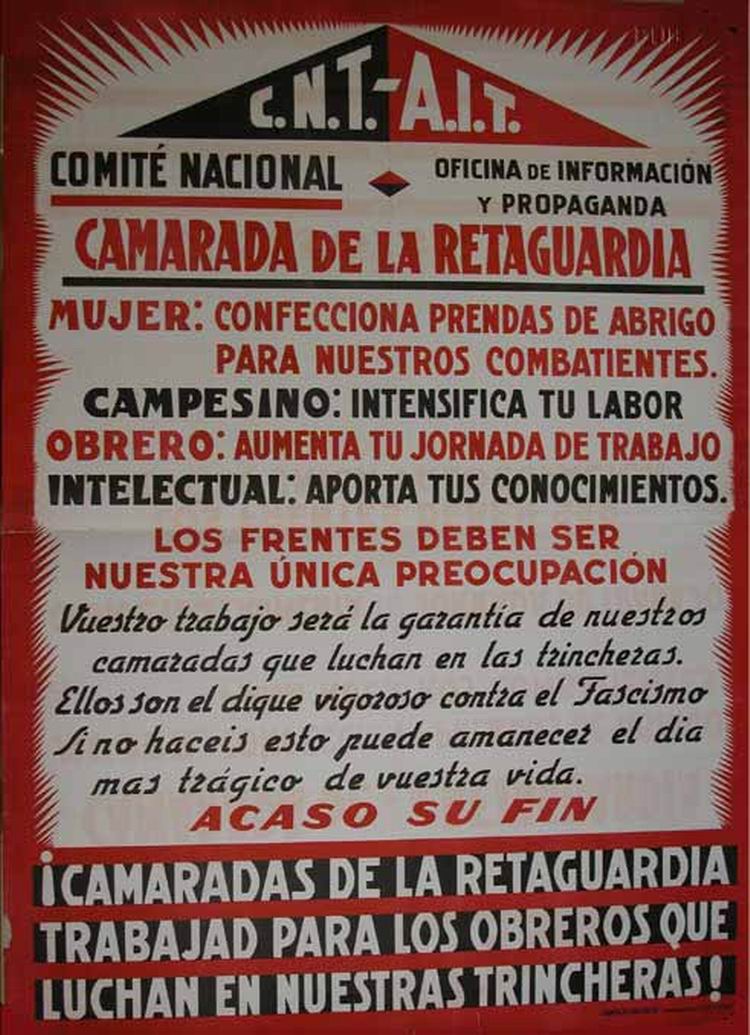 C.N.T.-A.I.T.
COMITÉ NACIONAL
OFICINA DE INFORMACIÓN
Y PROPAGANDA
CAMARADA DE LA RETAGUARDIA
MUJER: CONFECCIONA PRENDAS DE ABRIGO
PARA NUESTROS COMBATIENTES.
CAMPESINO: INTENSIFICA TU LABOR
OBRERO: AUMENTA TU JORNADA DE TRABAJO
INTELECTUAL: APORTA TUS CONOCIMIENTOS.
LOS FRENTES DEBEN SER
NUESTRA ÚNICA PREOCUPACIÓN
Vuestro trabajo será la garantía de nuestros
camaradas que luchan en las trincheras.
Ellos son el dique vigoroso contra el Fascismo
Si no haceis esto puede amanecer el dia
mas trágico de vuestra vida.
ACASO SU FIN
¡CAMARADAS DE LA RETAGUARDIA
TRABAJAD PARA LOS OBREROS QUE
LUCHAN EN NUESTRAS TRINCHERAS!